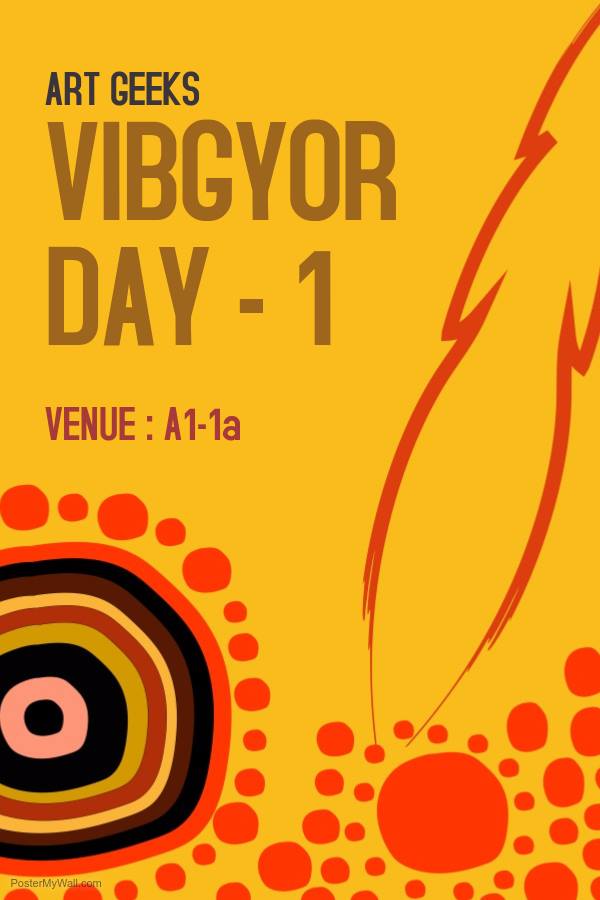 ART GEEKS
VIBGYOR
DAY - 1
VENUE : A1-1a
PosterMyWall.com